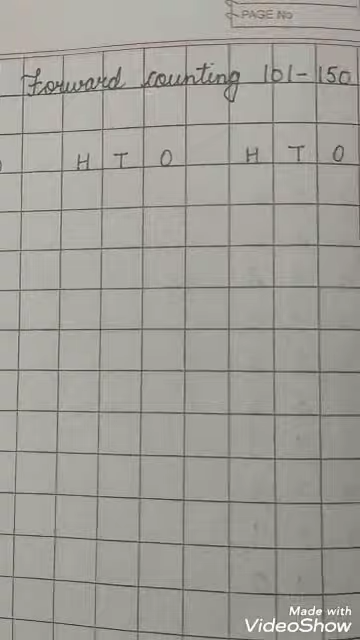 PAGE No
Forward counting 101-150
O H T O H T O
Made with
VideoShow